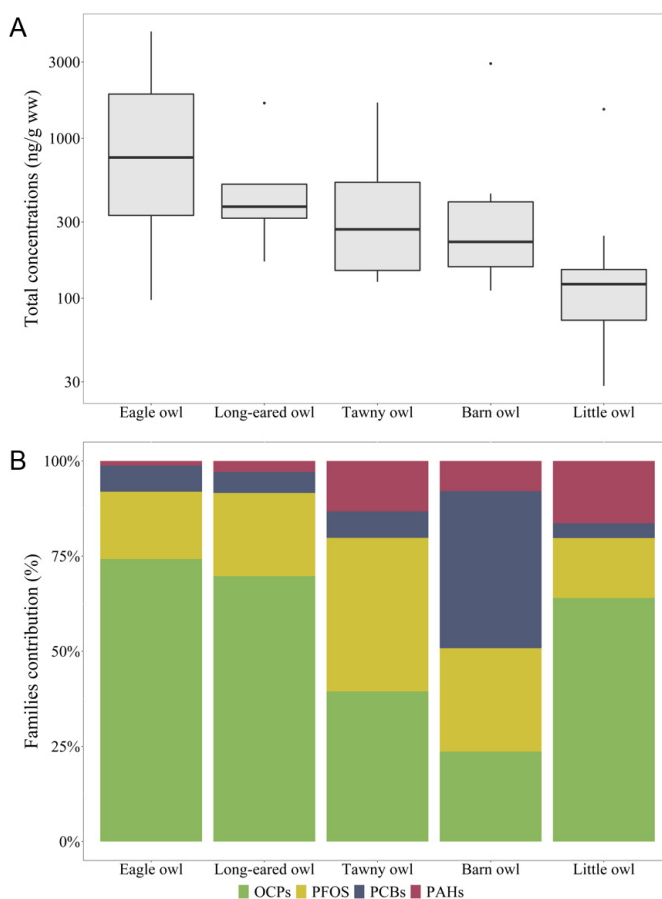 A
Total concentrations (ng/g ww)
3000
1000
300
100
30
Eagle owl Long-eared owl Tawny owl Barn owl Little owl
B
Families contribution (%)
100%
75%
50%
25%
0%
Eagle owl Long-eared owl Tawny owl Barn owl Little owl
OCPs PFOS PCBs PAHs